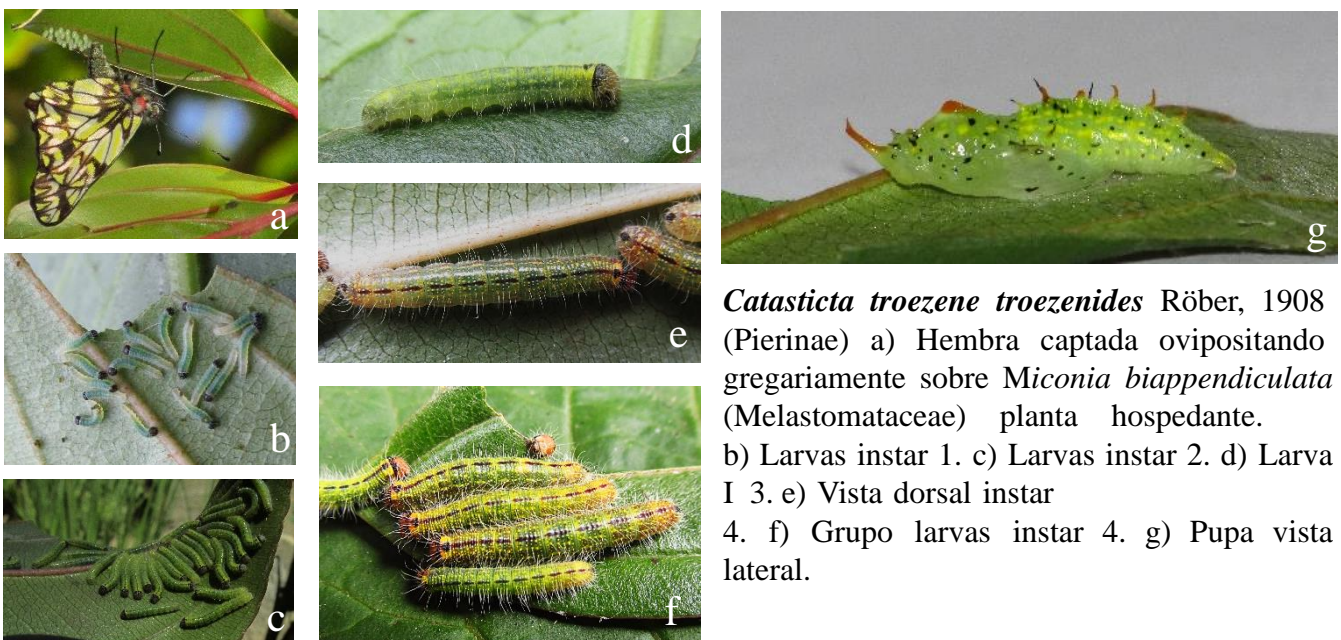 a
b
c
d
e
f
g
Catasticta troezene troezenides Röber, 1908
(Pierinae) a) Hembra captada ovipositando
gregariamente sobre Miconia biappendiculata
(Melastomataceae) planta hospedante.
b) Larvas instar 1. c) Larvas instar 2. d) Larva
I 3. e) Vista dorsal instar
4. f) Grupo larvas instar 4. g) Pupa vista
lateral.